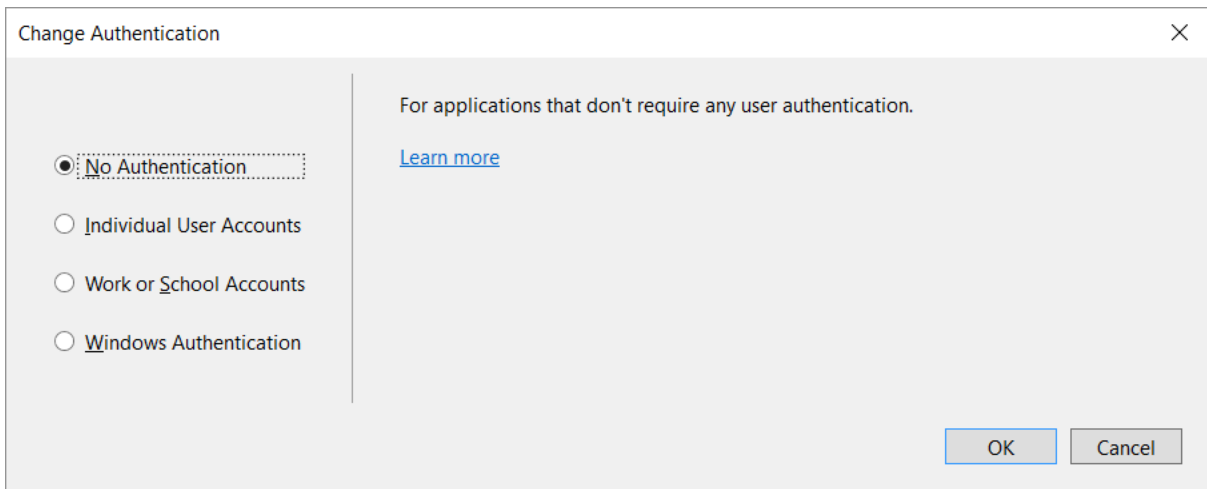 Change Authentication
For applications that don't require any user authentication.
Learn more
No Authentication
Individual User Accounts
Work or School Accounts
Windows Authentication
OK
Cancel